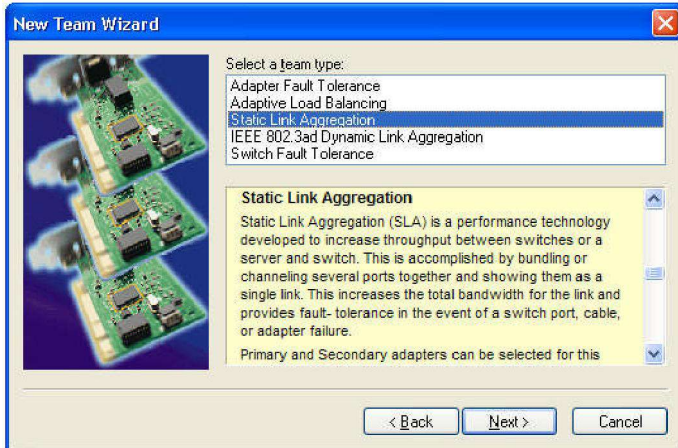 New Team Wizard
Select a team type:
Adapter Fault Tolerance
Adaptive Load Balancing
Static Link Aggregation
IEEE 802.3ad Dynamic Link Aggregation
Switch Fault Tolerance
Static Link Aggregation
Static Link Aggregation (SLA) is a performance technology
developed to increase throughput between switches or a
server and switch. This is accomplished by bundling or
channeling several ports together and showing them as a
single link. This increases the total bandwidth for the link and
provides fault- tolerance in the event of a switch port, cable,
or adapter failure.
Primary and Secondary adapters can be selected for this
< Back
Next >
Cancel